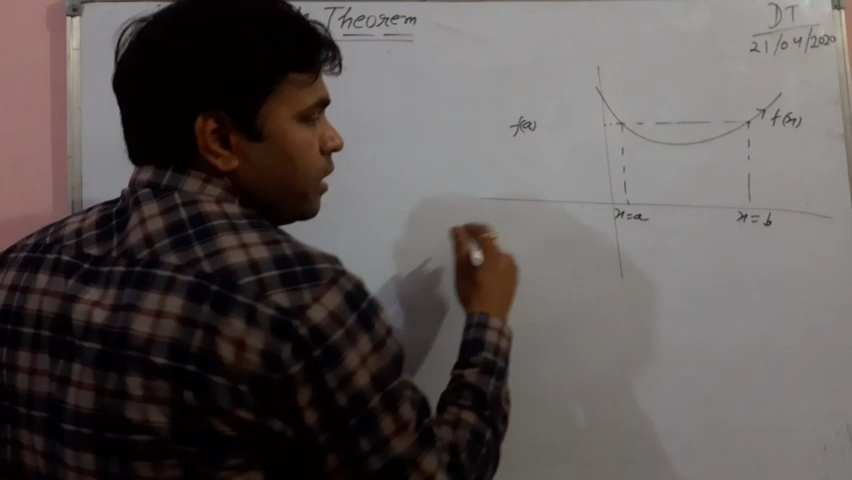 Theorem
DT
21/04/2020
f(a)
f(x)
x=a
x=b